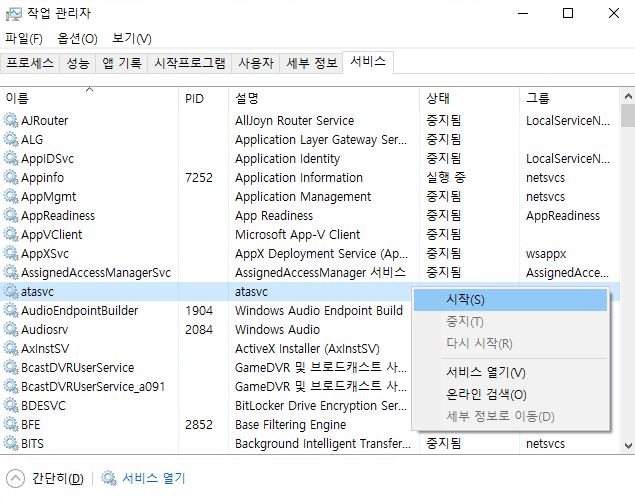 작업 관리자
파일(F) 옵션(O) 보기(V)
프로세스 성능 앱 기록 시작프로그램 사용자 세부 정보 서비스
이름 PID 설명 상태 그룹
AJRouter AllJoyn Router Service 중지됨 LocalServiceN...
ALG Application Layer Gateway Ser... 중지됨
AppIDSvc Application Identity 중지됨 LocalServiceN...
Appinfo 7252 Application Information 실행 중 netsvcs
AppMgmt Application Management 중지됨 netsvcs
AppReadiness App Readiness 중지됨 AppReadiness
AppVClient Microsoft App-V Client 중지됨
AppXSvc AppX Deployment Service (Ap... 중지됨 wsappx
AssignedAccessManagerSvc AssignedAccessManager 서비스 중지됨 AssignedAcce...
atasvc atasvc
시작(S)
AudioEndpointBuilder 1904 Windows Audio Endpoint Build
중지(T)
Audiosrv 2084 Windows Audio
다시 시작(R)
AxInstSV ActiveX Installer (AxInstSV)
BcastDVRUserService GameDVR 및 브로드캐스트 사...
서비스 열기(V)
BcastDVRUserService_a091 GameDVR 및 브로드캐스트 사...
온라인 검색(O)
BDESVC BitLocker Drive Encryption Ser...
세부 정보로 이동(D)
BFE 2852 Base Filtering Engine
BITS Background Intelligent Transfer... 중지됨 netsvcs
간단히(D) 서비스 열기